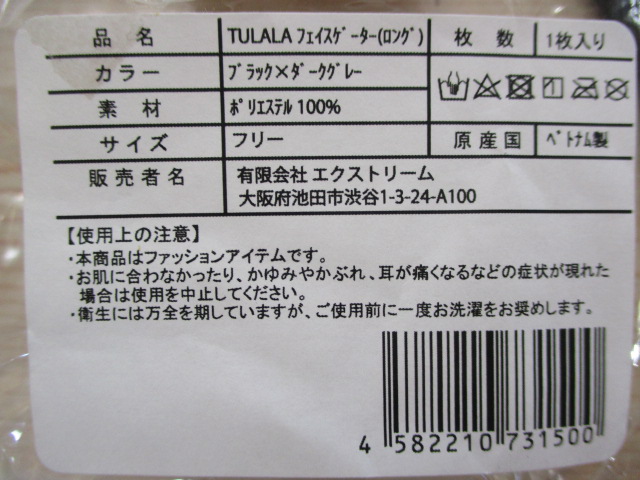 品名 TULALA ﾌｪｲｽｹﾞｰﾀｰ(ﾛﾝｸﾞ) 枚数 1枚入り
カラー ﾌﾞﾗｯｸ×ﾀﾞｰｸｸﾞﾚｰ
素材 ﾎﾟﾘｴｽﾃﾙ 100%
サイズ フリー 原産国 ﾍﾞﾄﾅﾑ製
販売者名 有限会社 エクストリーム
大阪府池田市渋谷1-3-24-A100
【使用上の注意】
・本商品はファッションアイテムです。
・お肌に合わなかったり、かゆみやかぶれ、耳が痛くなるなどの症状が現れた
場合は使用を中止してください。
・衛生には万全を期していますが、ご使用前に一度お洗濯をお奨めします。
4 582210 731500